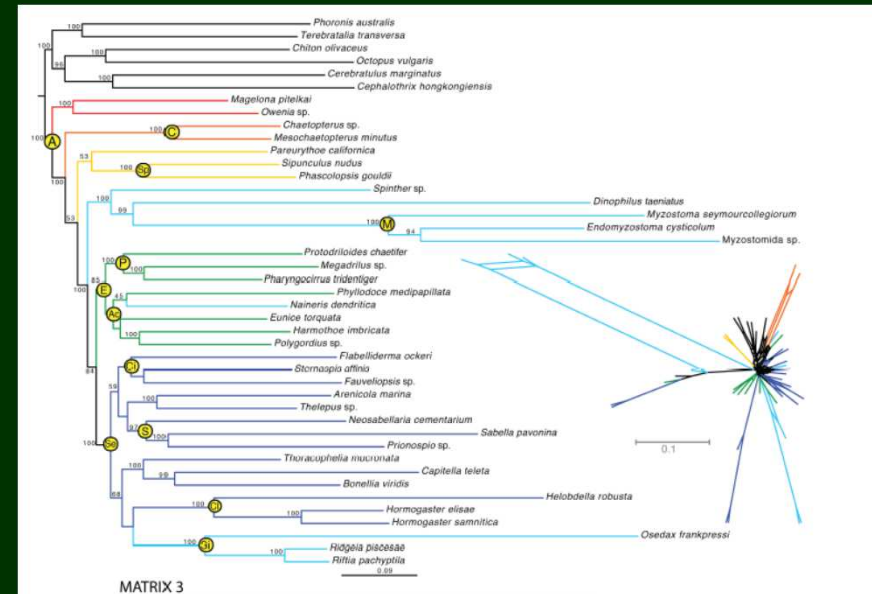 Phoronis australis
Terebratalia transversa
Chiton olivaceus
Octopus vulgaris
Cerebratulus marginatus
Cephalothrix hongkongiensis
Magelona pitelkai
Owenia sp.
Chaetopterus sp.
Mesochaetopterus minutus
Pareurythoe californica
Sipunculus nudus
Phascolopsis gouldii
Spinther sp.
Dinophilus taeniatus
Myzostoma seymourcollegiorum
Endomyzostoma cysticolum
Myzostomida sp.
Protodriloides chaetifer
Megadrilus sp.
Pharyngocirrus tridentiger
Phyllodoce medipapillata
Naineris dendritica
Eunice torquata
Harmothoe imbricata
Polygordius sp.
Flabelliderma ockeri
Sternaspis affinis
Fauveliopsis sp.
Arenicola marina
Thelepus sp.
Neosabellaria cementarium
Sabella pavonina
Prionospio sp.
Thoracophelia mucronata
Capitella teleta
Bonellia viridis
Helobdella robusta
Hormogaster elisae
Hormogaster samnitica
Osedax frankpressi
Ridgeia piscesae
Riftia pachyptila
100
100
100
96
100
100
100
A
100
C
100
53
100
Sp
53
100
99
100
M
94
100
100
P
100
83
E
45
Ac
100
84
59
97
S
100
100
Se
100
99
68
100
100
100
100
0.1
0.09
MATRIX 3